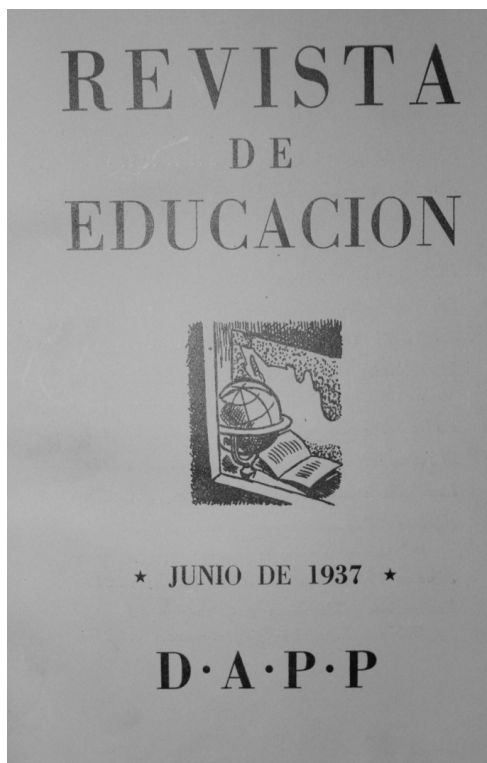 REVISTA
DE
EDUCACION
★ JUNIO DE 1937 ★
D·A·P·P